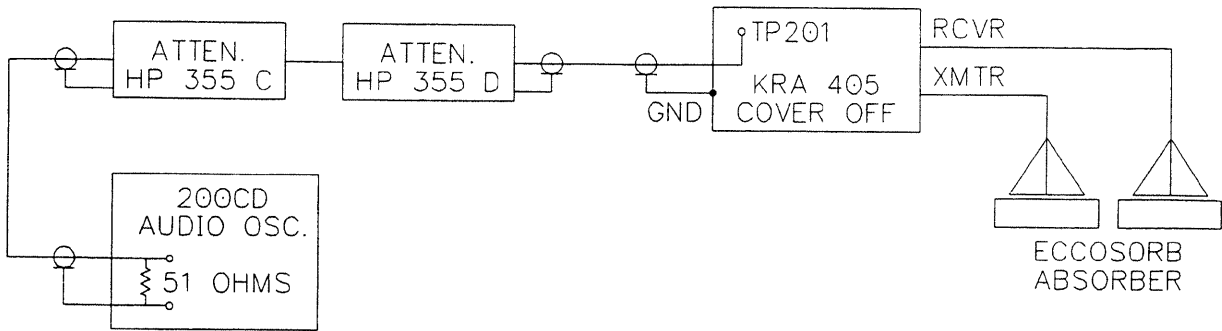 ATTEN.
HP 355 C
ATTEN.
HP 355 D
GND
TP201
KRA 405
COVER OFF
RCVR
XMTR
200CD
AUDIO OSC.
51 OHMS
ECCOSORB
ABSORBER